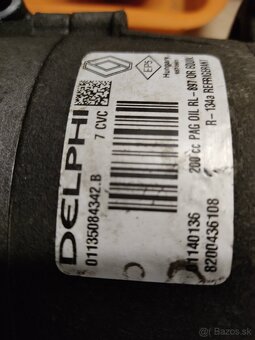 DELPHI
7 CVC
01135084342.B
EPS
Hungary
200 cc PAG OIL RL - 897 OR EQUIV
R - 134a REFRIGERANT
01140136
8200436108
© Bazos.sk